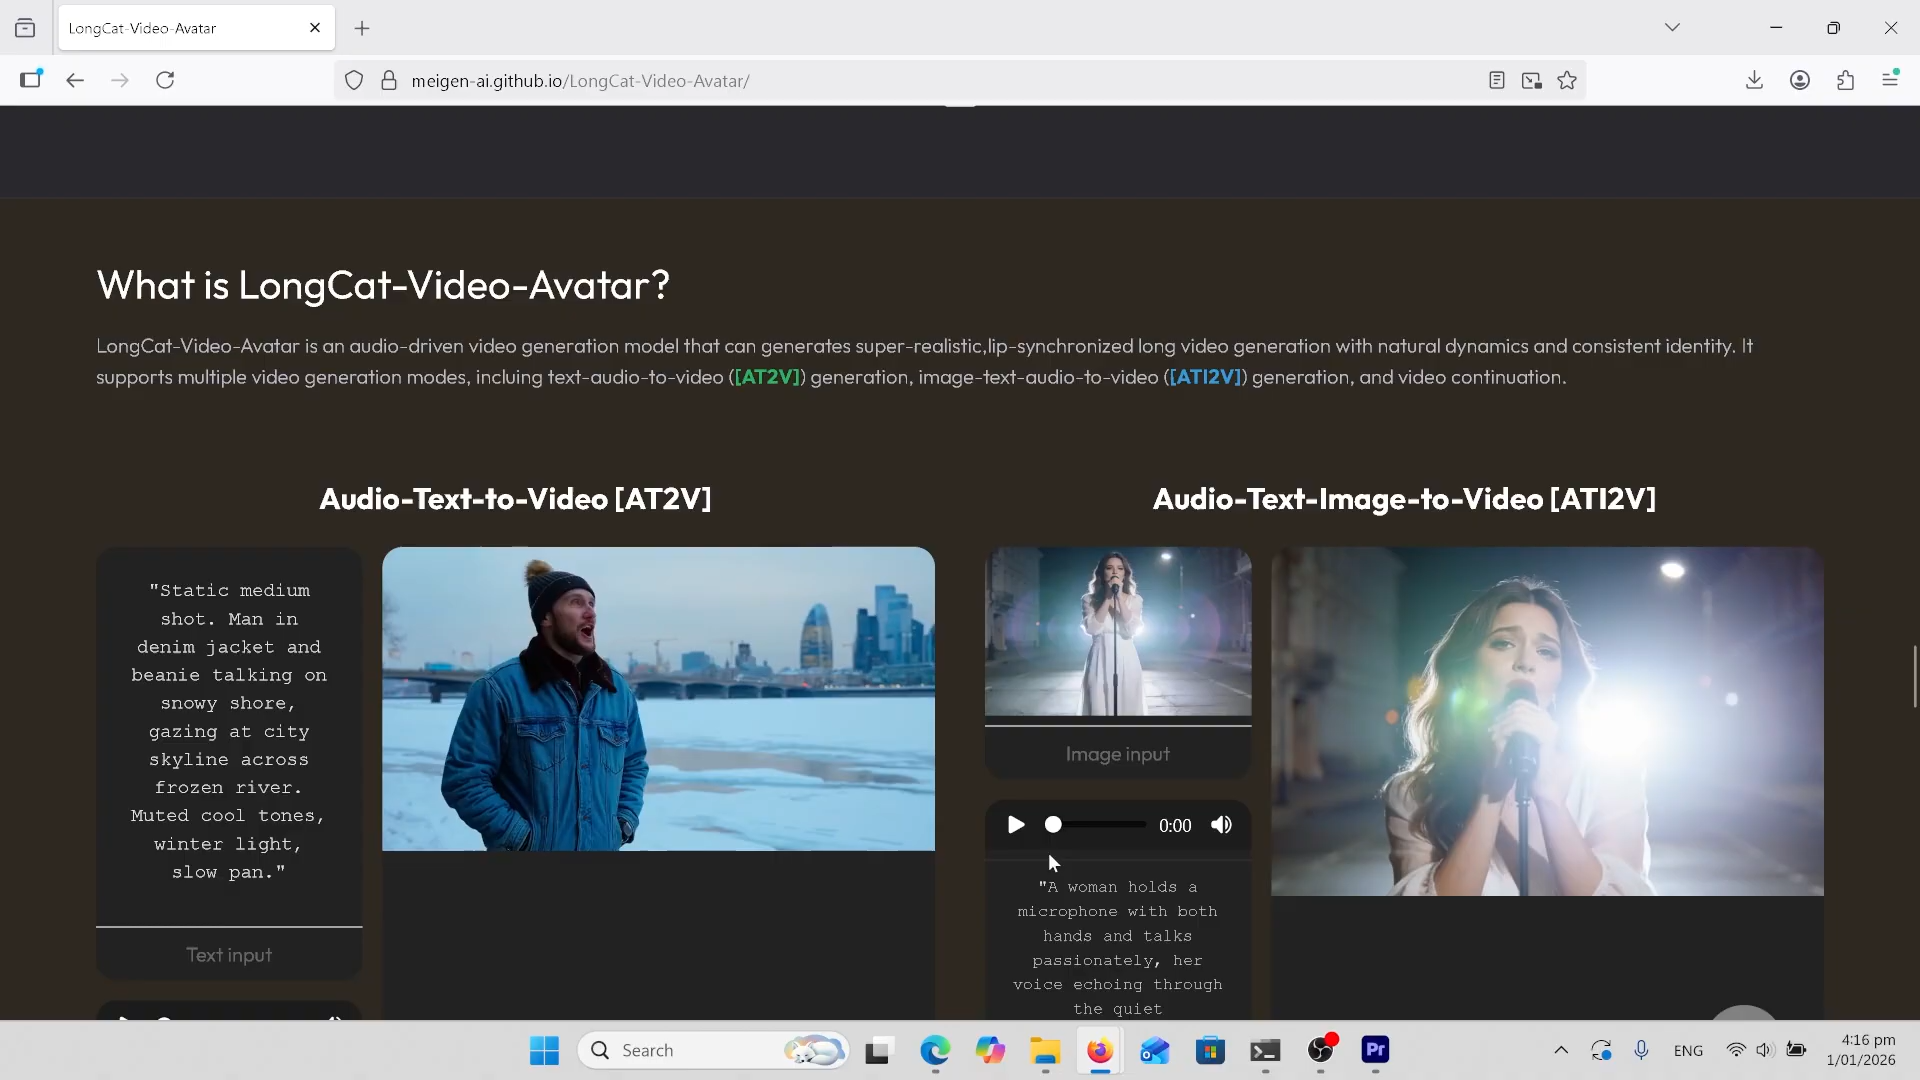 LongCat-Video-Avatar
meigen-ai.github.io/LongCat-Video-Avatar/
What is LongCat-Video-Avatar?
LongCat-Video-Avatar is an audio-driven video generation model that can generates super-realistic,lip-synchronized long video generation with natural dynamics and consistent identity. It
supports multiple video generation modes, incluing text-audio-to-video ([AT2V]) generation, image-text-audio-to-video ([ATI2V]) generation, and video continuation.
Audio-Text-to-Video [AT2V]
"Static medium
shot. Man in
denim jacket and
beanie talking on
snowy shore,
gazing at city
skyline across
frozen river.
Muted cool tones,
winter light,
slow pan."
Text input
Audio-Text-Image-to-Video [ATI2V]
Image input
0:00
"A woman holds a
microphone with both
hands and talks
passionately, her
voice echoing through
the quiet
Search
Pr
ENG
4:16 pm
1/01/2026